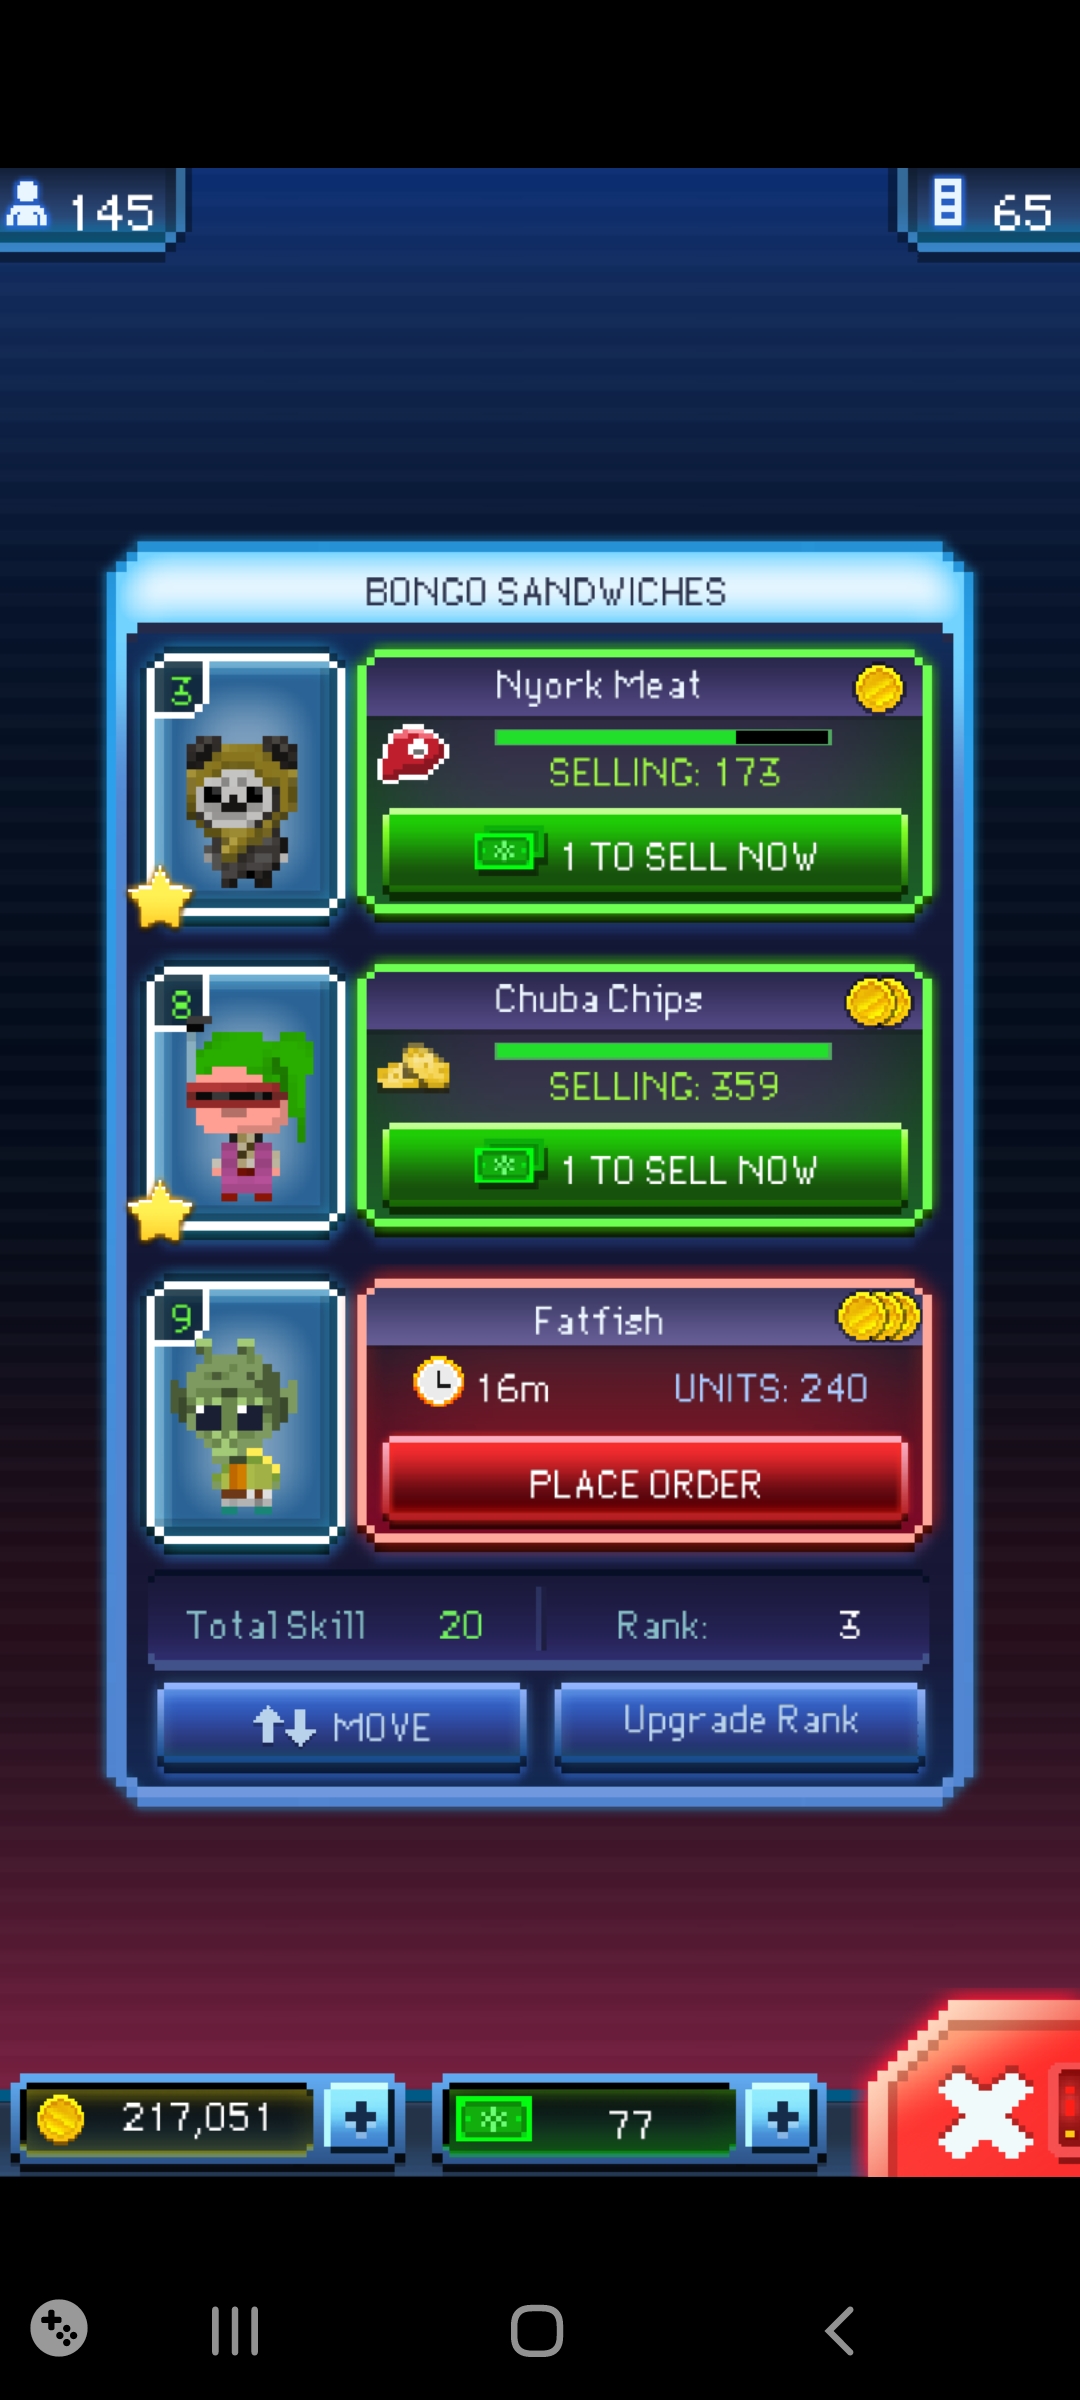 145
65
BONGO SANDWICHES
3
Nyork Meat
SELLING: 173
1 TO SELL NOW
8
Chuba Chips
SELLING: 359
1 TO SELL NOW
9
Fatfish
16m UNITS: 240
PLACE ORDER
Total Skill 20 Rank: 3
MOVE Upgrade Rank
217,051 77